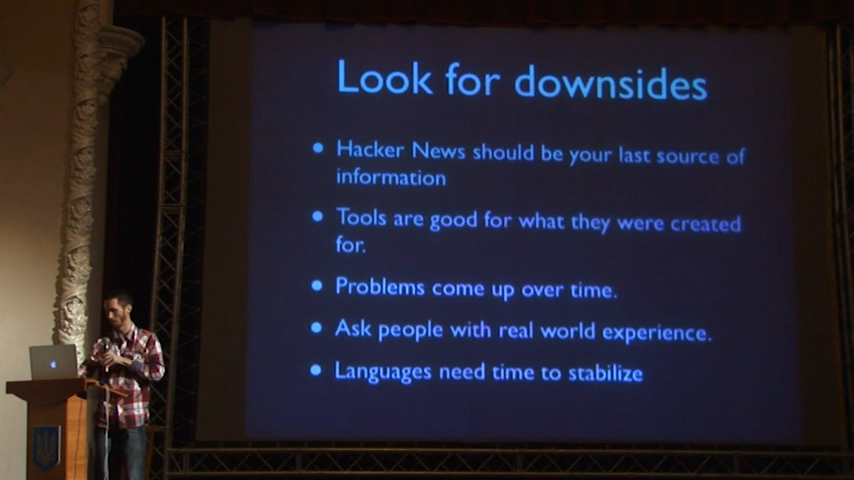 Look for downsides
• Hacker News should be your last source of
information
• Tools are good for what they were created
for.
• Problems come up over time.
• Ask people with real world experience.
• Languages need time to stabilize